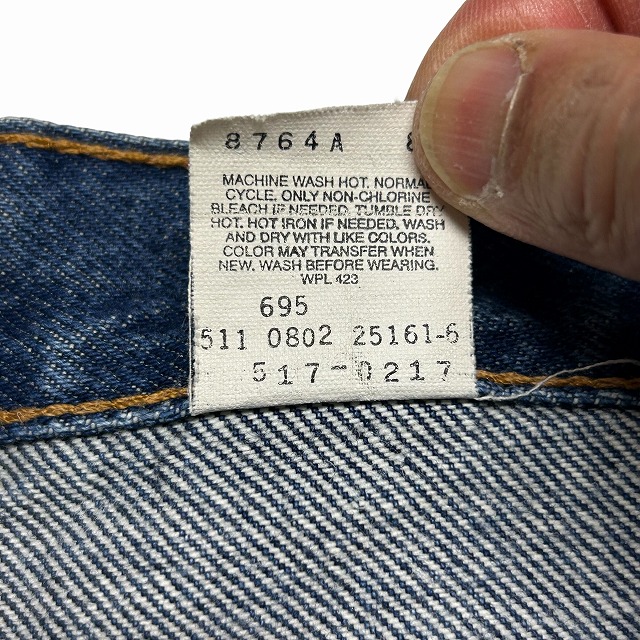 8764A
MACHINE WASH HOT, NORMAL
CYCLE. ONLY NON-CHLORINE
BLEACH IF NEEDED. TUMBLE DRY
HOT. HOT IRON IF NEEDED. WASH
AND DRY WITH LIKE COLORS.
COLOR MAY TRANSFER WHEN
NEW. WASH BEFORE WEARING.
WPL 423
695
511 0802 25161-6
517-0217